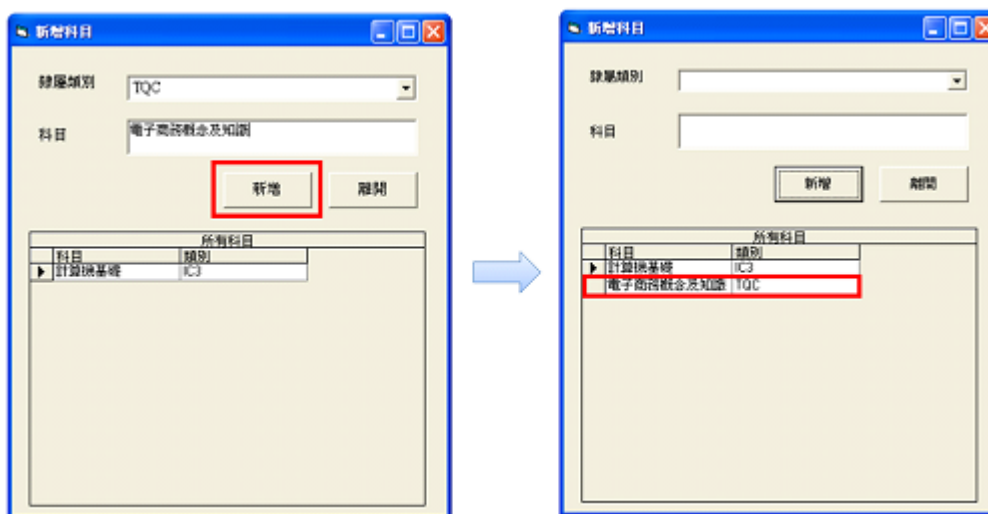 新增科目
隸屬類別 TQC
科目 電子商務概念及知識
新增 離開
所有科目
科目 類別
計算機基礎 IC3
新增科目
隸屬類別
科目
新增 離開
所有科目
科目 類別
計算機基礎 IC3
電子商務概念及知識 TQC